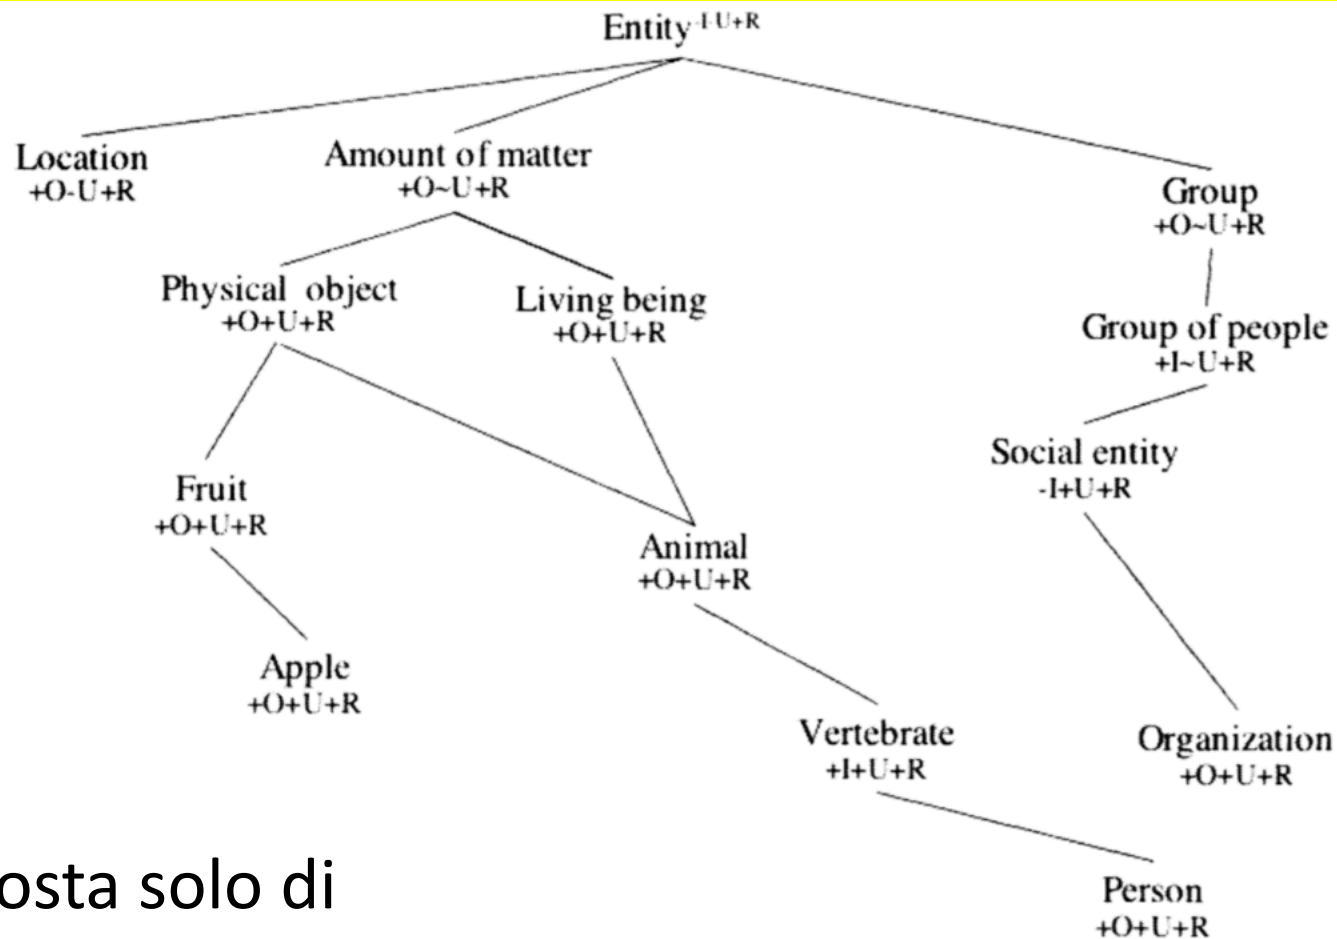 Entity -I-U+R
Location
+O-U+R
Amount of matter
+O~U+R
Group
+O~U+R
Physical object
+O+U+R
Living being
+O+U+R
Group of people
+I~U+R
Social entity
-I+U+R
Fruit
+O+U+R
Animal
+O+U+R
Apple
+O+U+R
Vertebrate
+I+U+R
Organization
+O+U+R
Person
+O+U+R
osta solo di